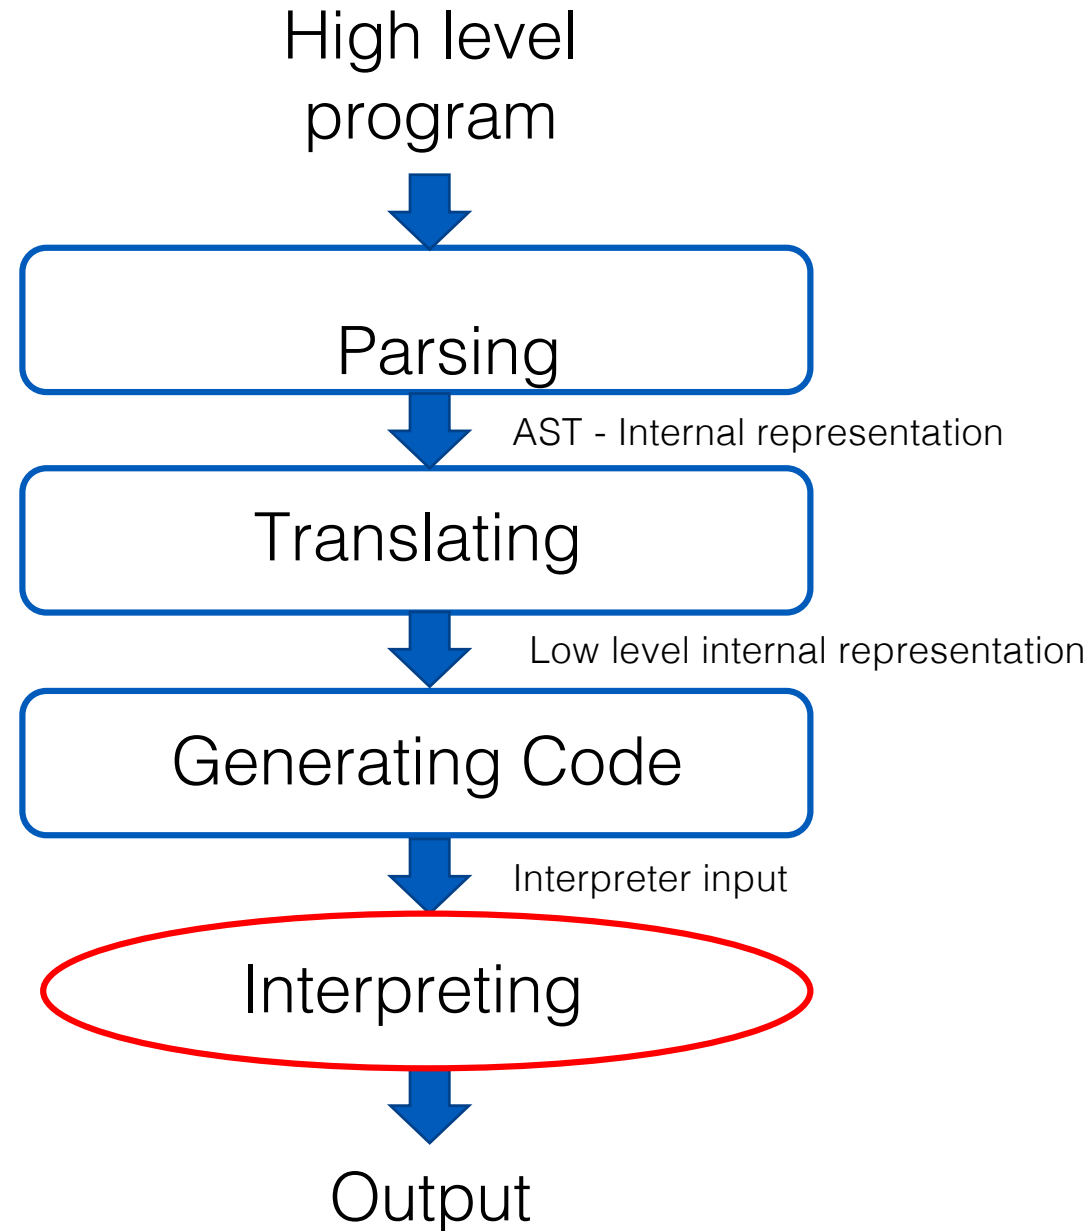 High level
program
Parsing
AST - Internal representation
Translating
Low level internal representation
Generating Code
Interpreter input
Interpreting
Output